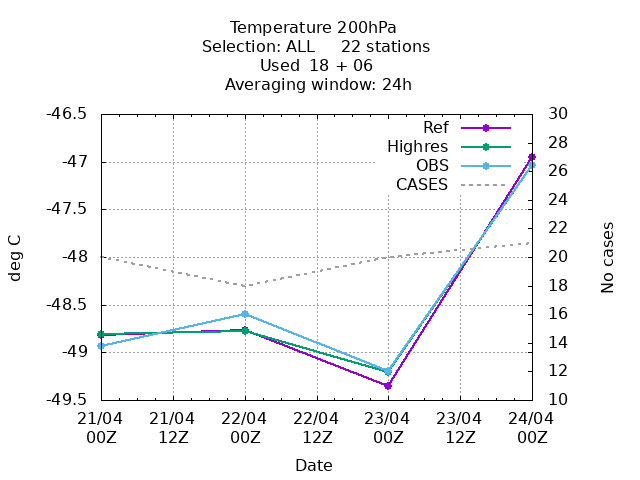 Temperature 200hPa
Selection: ALL 22 stations
Used 18 + 06
Averaging window: 24h
-46.5
-47
-47.5
-48
-48.5
-49
-49.5
deg C
30
28
26
24
22
20
18
16
14
12
10
No cases
Ref
Highres
OBS
CASES
21/04 21/04 22/04 22/04 23/04 23/04 24/04
00Z 12Z 00Z 12Z 00Z 12Z 00Z
Date